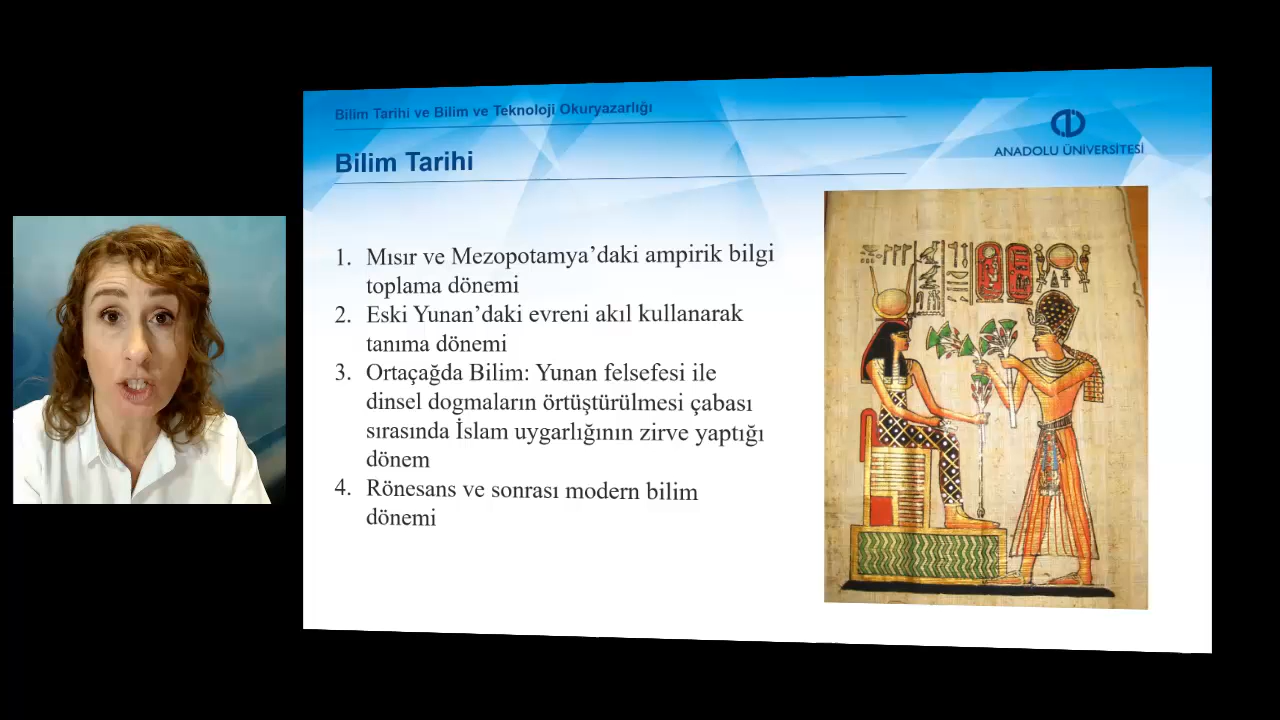 Bilim Tarihi ve Bilim ve Teknoloji Okuryazarlığı
ANADOLU ÜNİVERSİTESİ
Bilim Tarihi
1. Mısır ve Mezopotamya’daki ampirik bilgi
toplama dönemi
2. Eski Yunan’daki evreni akıl kullanarak
tanıma dönemi
3. Ortaçağda Bilim: Yunan felsefesi ile
dinsel dogmaların örtüştürülmesi çabası
sırasında İslam uygarlığının zirve yaptığı
dönem
4. Rönesans ve sonrası modern bilim
dönemi